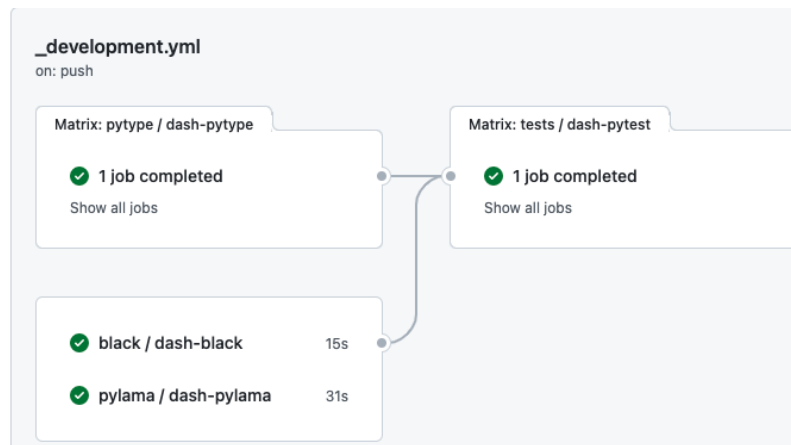 _development.yml
on: push
Matrix: pytype / dash-pytype
1 job completed
Show all jobs
Matrix: tests / dash-pytest
1 job completed
Show all jobs
black / dash-black 15s
pylama / dash-pylama 31s